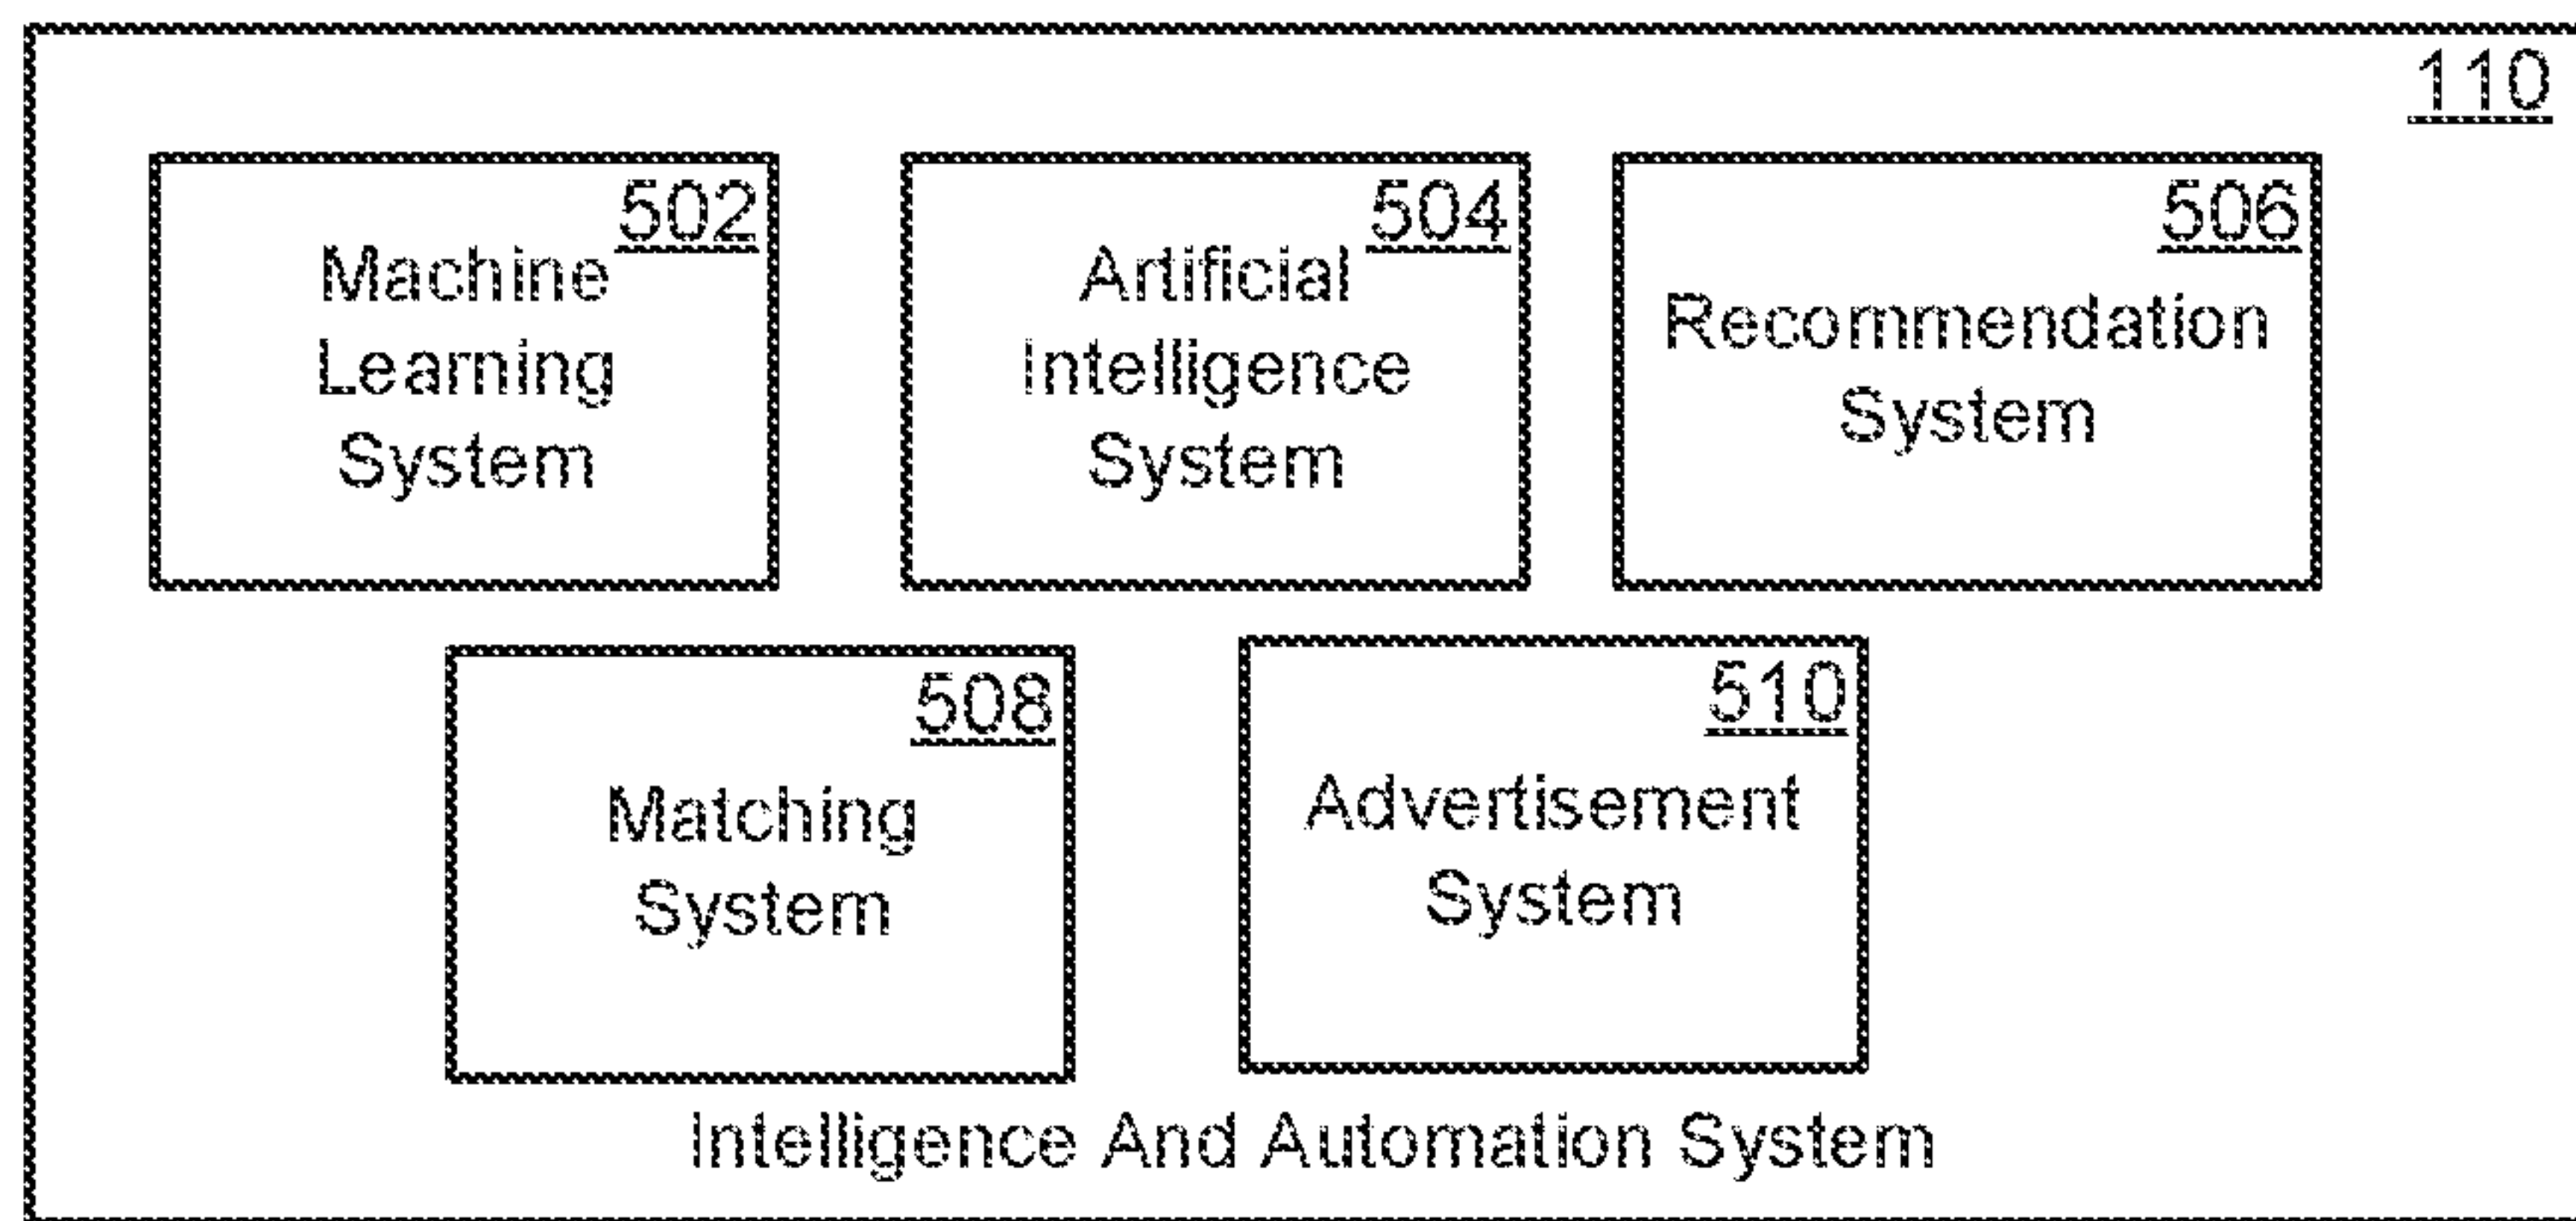 110
502
Machine
Learning
System
504
Artificial
Intelligence
System
506
Recommendation
System
508
Matching
System
510
Advertisement
System
Intelligence And Automation System